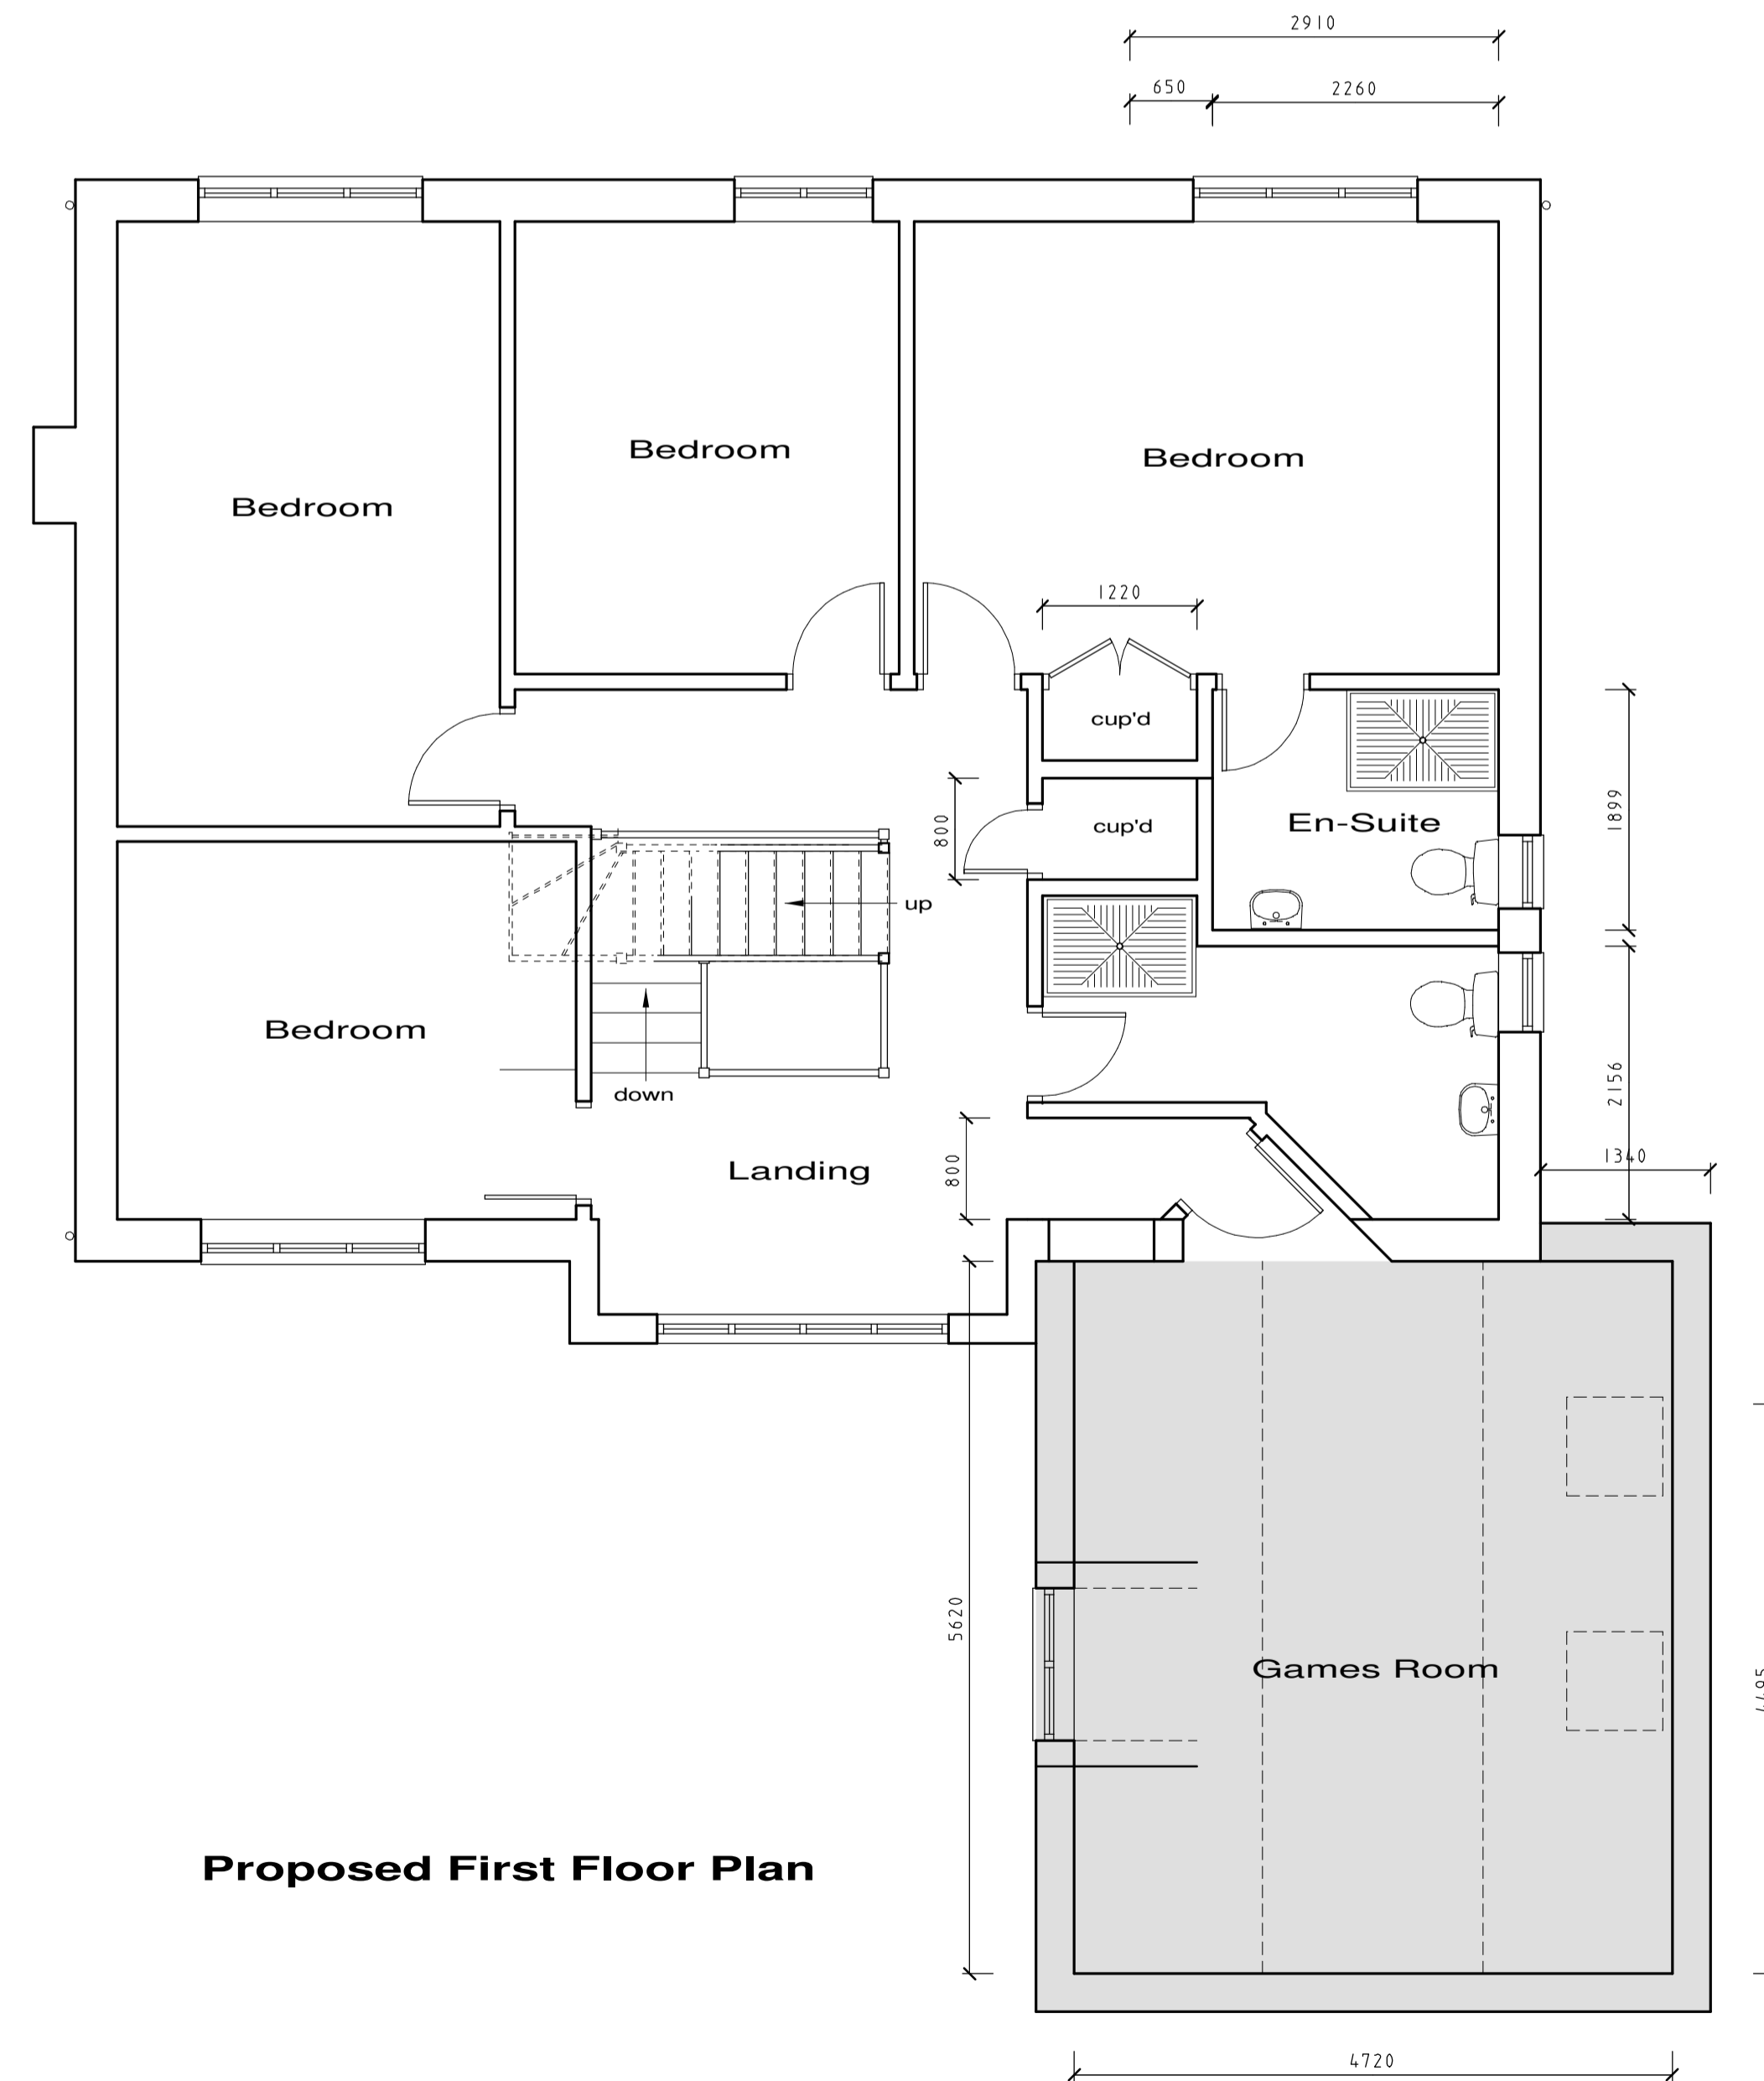 2910
650
2260
Bedroom
Bedroom
Bedroom
1220
cup'd
cup'd
800
En-Suite
1899
up
Bedroom
down
2156
Landing
800
1340
5620
Games Room
4495
Proposed First Floor Plan
4720